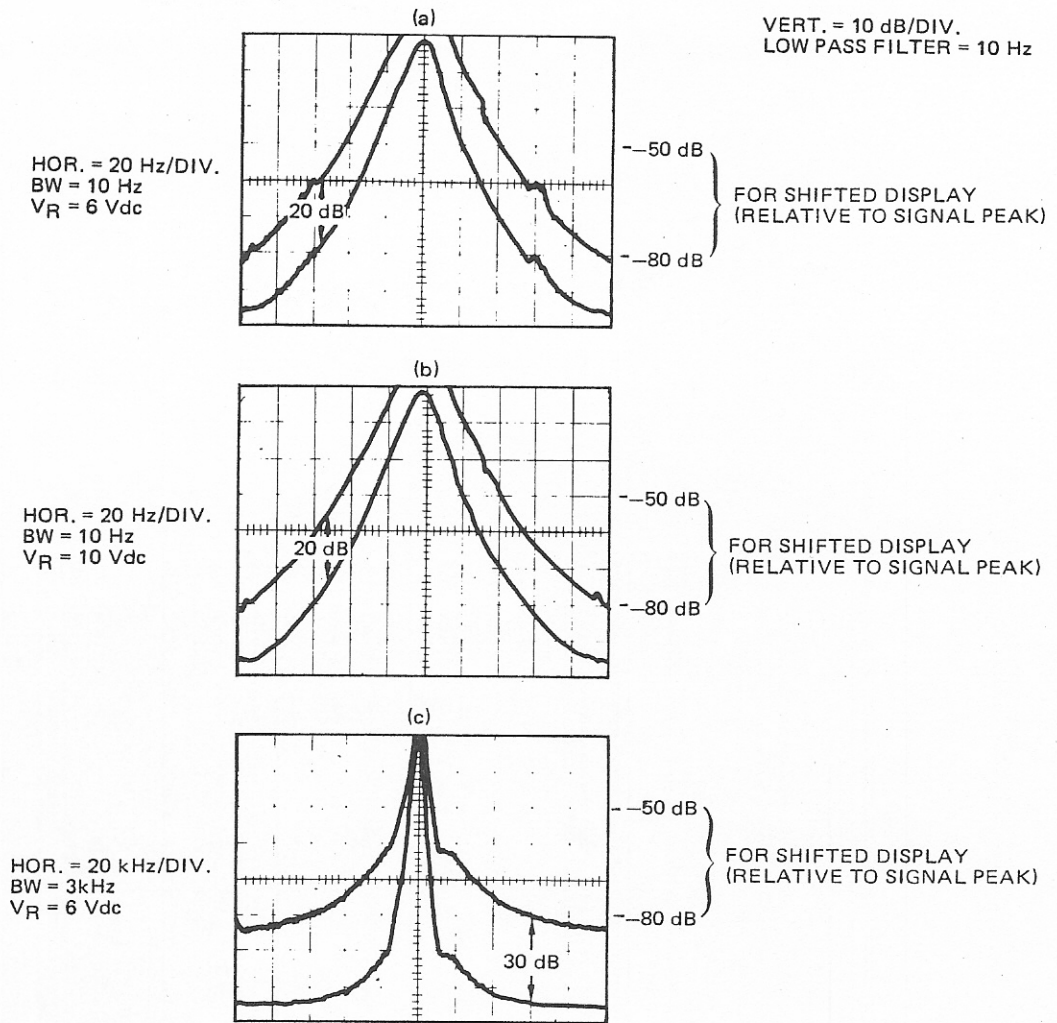 (a)
VERT. = 10 dB/DIV.
LOW PASS FILTER = 10 Hz
HOR. = 20 Hz/DIV.
BW = 10 Hz
VR = 6 Vdc
20 dB
-−50 dB
-−80 dB
FOR SHIFTED DISPLAY
(RELATIVE TO SIGNAL PEAK)
(b)
HOR. = 20 Hz/DIV.
BW = 10 Hz
VR = 10 Vdc
20 dB
-−50 dB
-−80 dB
FOR SHIFTED DISPLAY
(RELATIVE TO SIGNAL PEAK)
(c)
HOR. = 20 kHz/DIV.
BW = 3kHz
VR = 6 Vdc
30 dB
-−50 dB
-−80 dB
FOR SHIFTED DISPLAY
(RELATIVE TO SIGNAL PEAK)